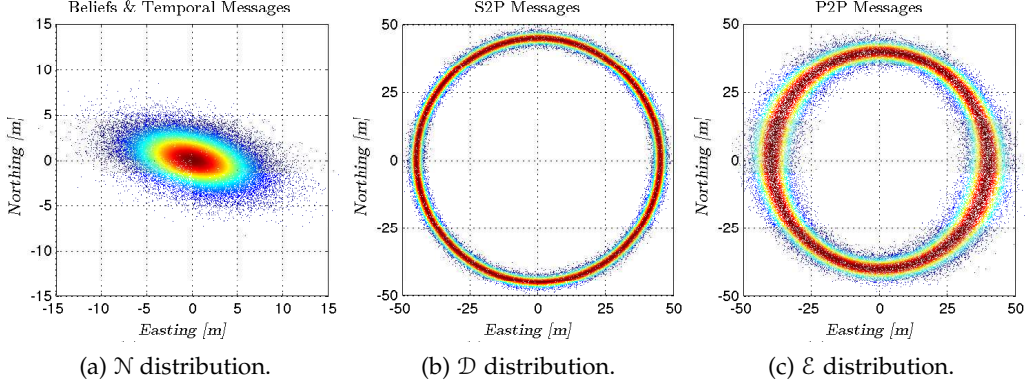 Beliefs & Temporal Messages
S2P Messages
P2P Messages
15
10
5
0
-5
-10
-15
-15 -10 -5 0 5 10 15
Northing [m]
Easting [m]
50
25
0
-25
-50
-50 -25 0 25 50
Northing [m]
Easting [m]
50
25
0
-25
-50
-50 -25 0 25 50
Northing [m]
Easting [m]
(a) N distribution.
(b) D distribution.
(c) ℰ distribution.